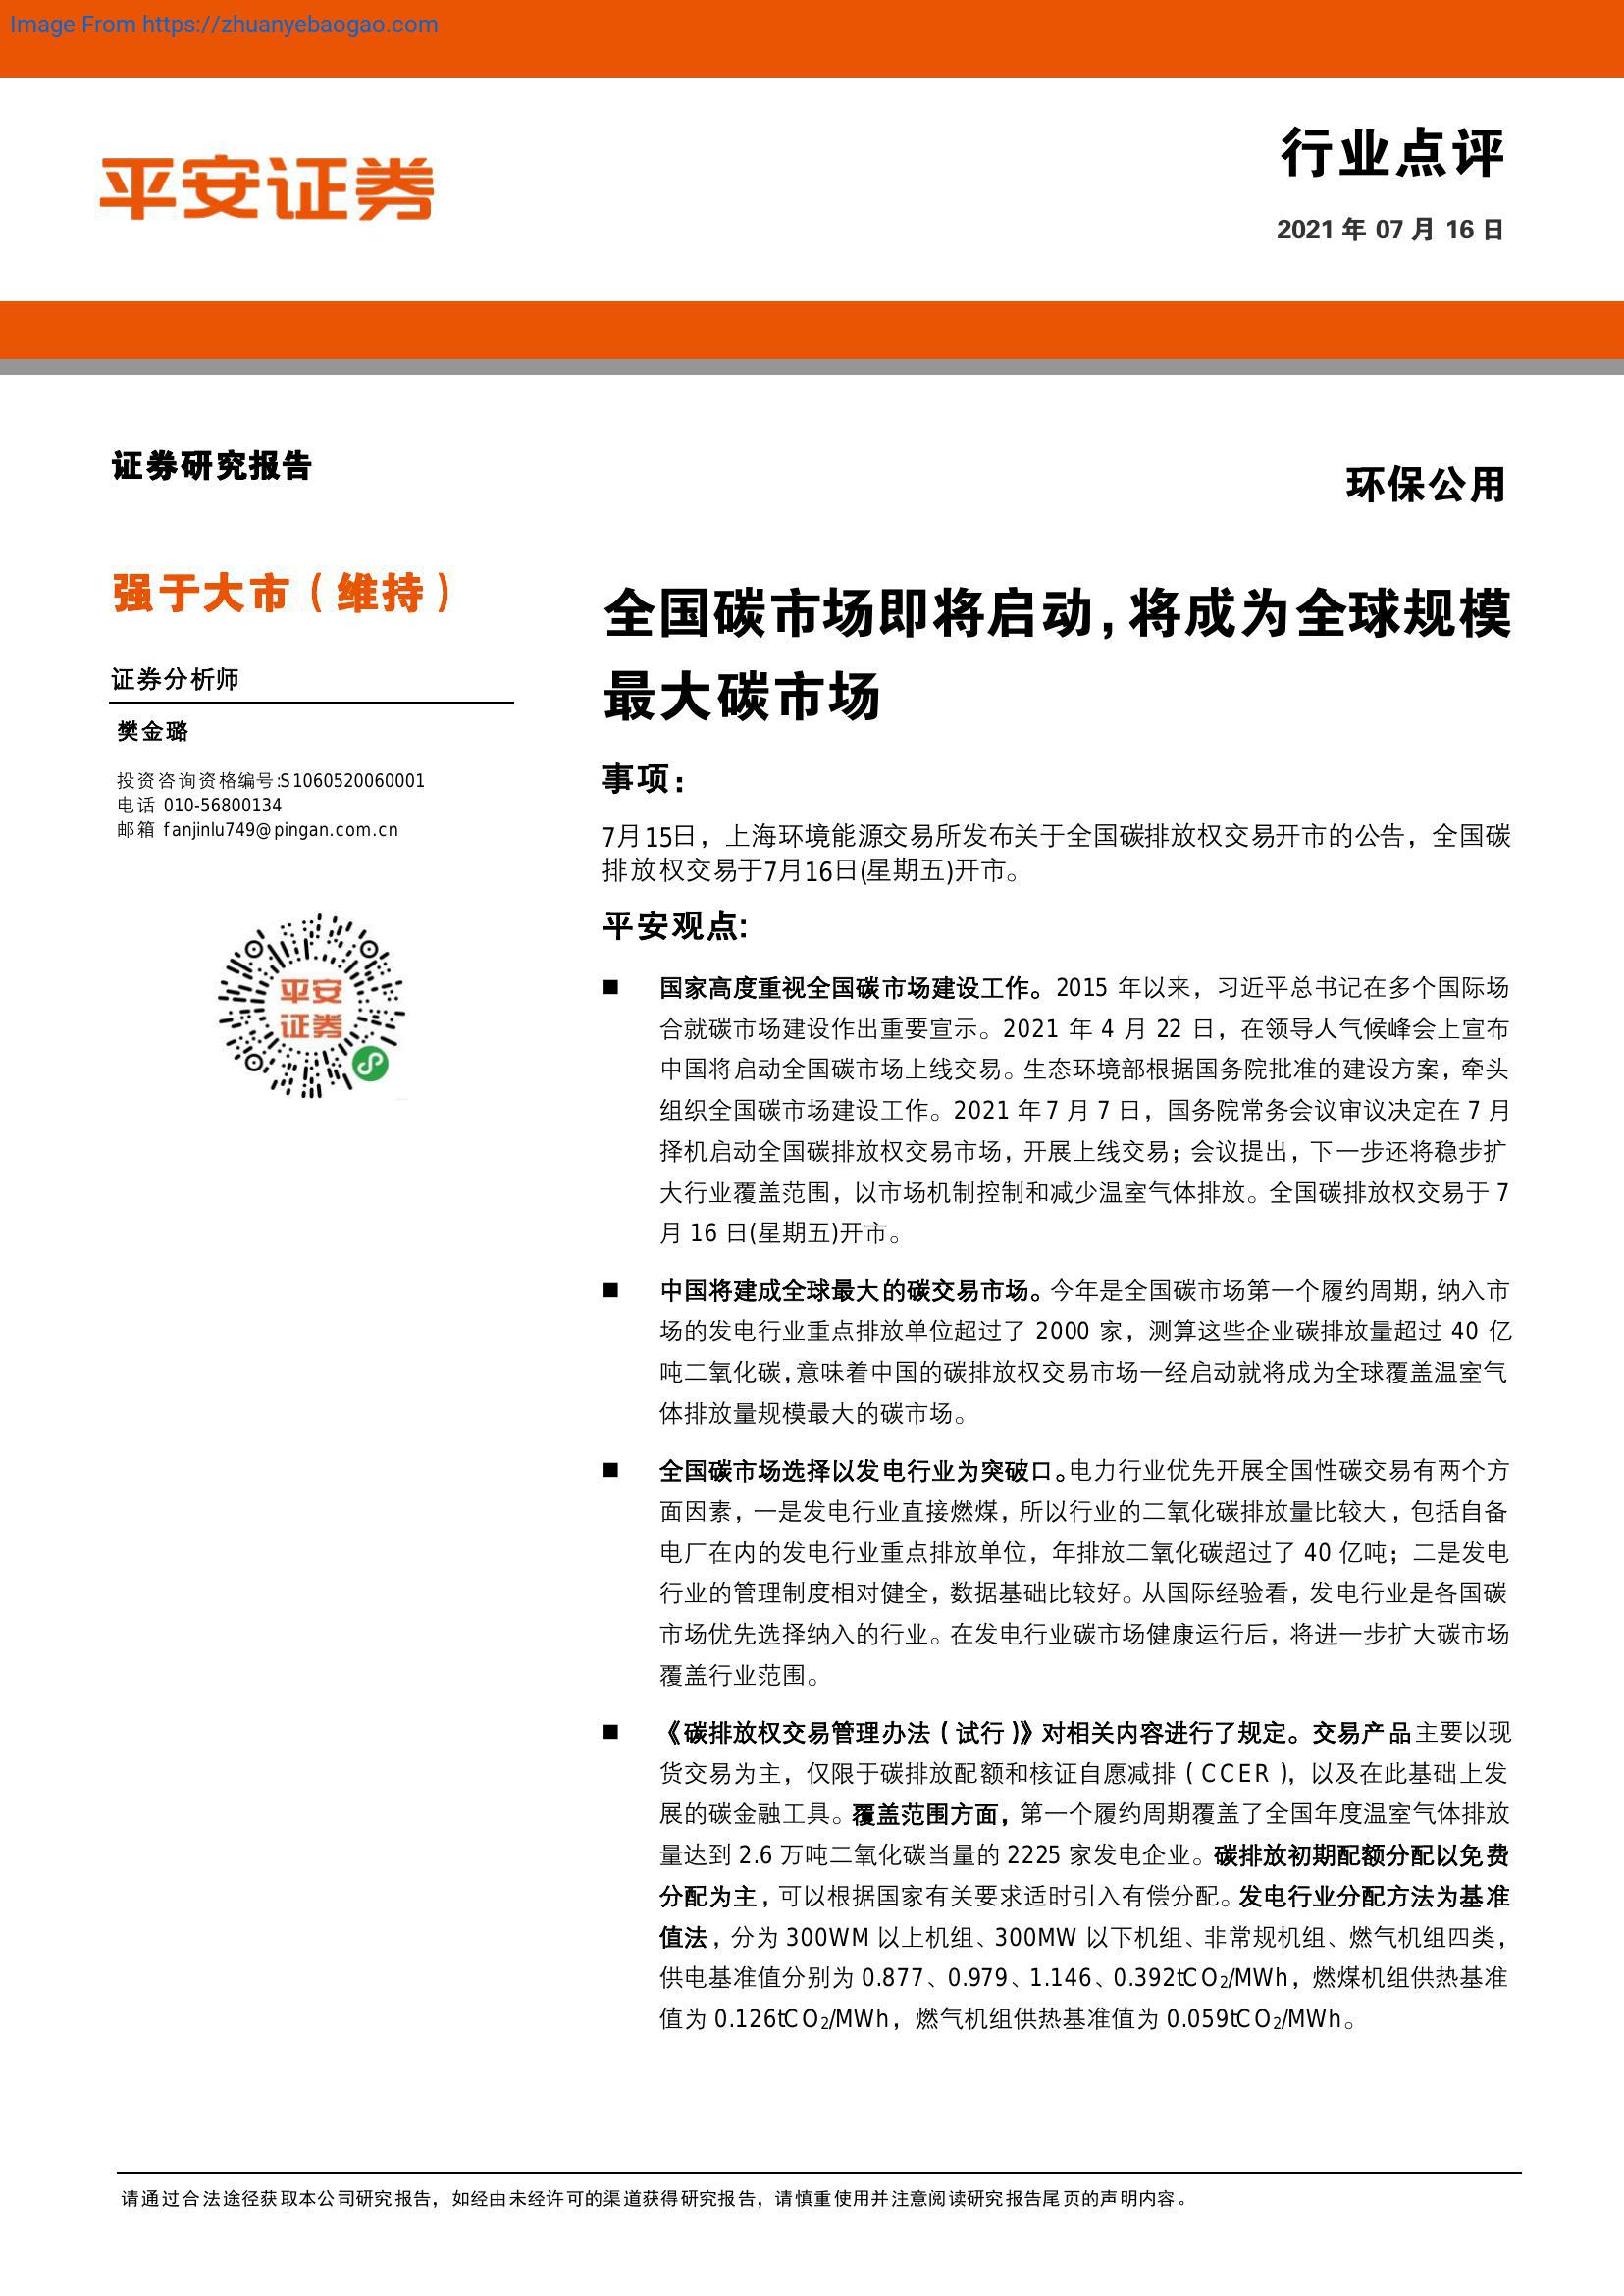 Image From https://zhuanyebaogao.com
平安证券
行业点评
2021 年 07 月 16 日
证券研究报告
环保公用
强于大市（维持）
证券分析师
樊金璐
投资咨询资格编号:S1060520060001
电话 010-56800134
邮箱 fanjinlu749@pingan.com.cn
平安
证券
全国碳市场即将启动，将成为全球规模
最大碳市场
事项：
7月15日，上海环境能源交易所发布关于全国碳排放权交易开市的公告，全国碳
排放权交易于7月16日(星期五)开市。
平安观点:
■ 国家高度重视全国碳市场建设工作。2015 年以来，习近平总书记在多个国际场
合就碳市场建设作出重要宣示。2021 年 4 月 22 日，在领导人气候峰会上宣布
中国将启动全国碳市场上线交易。生态环境部根据国务院批准的建设方案，牵头
组织全国碳市场建设工作。2021 年 7 月 7 日，国务院常务会议审议决定在 7 月
择机启动全国碳排放权交易市场，开展上线交易；会议提出，下一步还将稳步扩
大行业覆盖范围，以市场机制控制和减少温室气体排放。全国碳排放权交易于 7
月 16 日(星期五)开市。
■ 中国将建成全球最大的碳交易市场。今年是全国碳市场第一个履约周期，纳入市
场的发电行业重点排放单位超过了 2000 家，测算这些企业碳排放量超过 40 亿
吨二氧化碳，意味着中国的碳排放权交易市场一经启动就将成为全球覆盖温室气
体排放量规模最大的碳市场。
■ 全国碳市场选择以发电行业为突破口。电力行业优先开展全国性碳交易有两个方
面因素，一是发电行业直接燃煤，所以行业的二氧化碳排放量比较大，包括自备
电厂在内的发电行业重点排放单位，年排放二氧化碳超过了 40 亿吨；二是发电
行业的管理制度相对健全，数据基础比较好。从国际经验看，发电行业是各国碳
市场优先选择纳入的行业。在发电行业碳市场健康运行后，将进一步扩大碳市场
覆盖行业范围。
■ 《碳排放权交易管理办法（试行）》对相关内容进行了规定。交易产品主要以现
货交易为主，仅限于碳排放配额和核证自愿减排（CCER），以及在此基础上发
展的碳金融工具。覆盖范围方面，第一个履约周期覆盖了全国年度温室气体排放
量达到 2.6 万吨二氧化碳当量的 2225 家发电企业。碳排放初期配额分配以免费
分配为主，可以根据国家有关要求适时引入有偿分配。发电行业分配方法为基准
值法，分为 300WM 以上机组、300MW 以下机组、非常规机组、燃气机组四类，
供电基准值分别为 0.877、0.979、1.146、0.392tCO₂/MWh，燃煤机组供热基准
值为 0.126tCO₂/MWh，燃气机组供热基准值为 0.059tCO₂/MWh。
请通过合法途径获取本公司研究报告，如经由未经许可的渠道获得研究报告，请慎重使用并注意阅读研究报告尾页的声明内容。